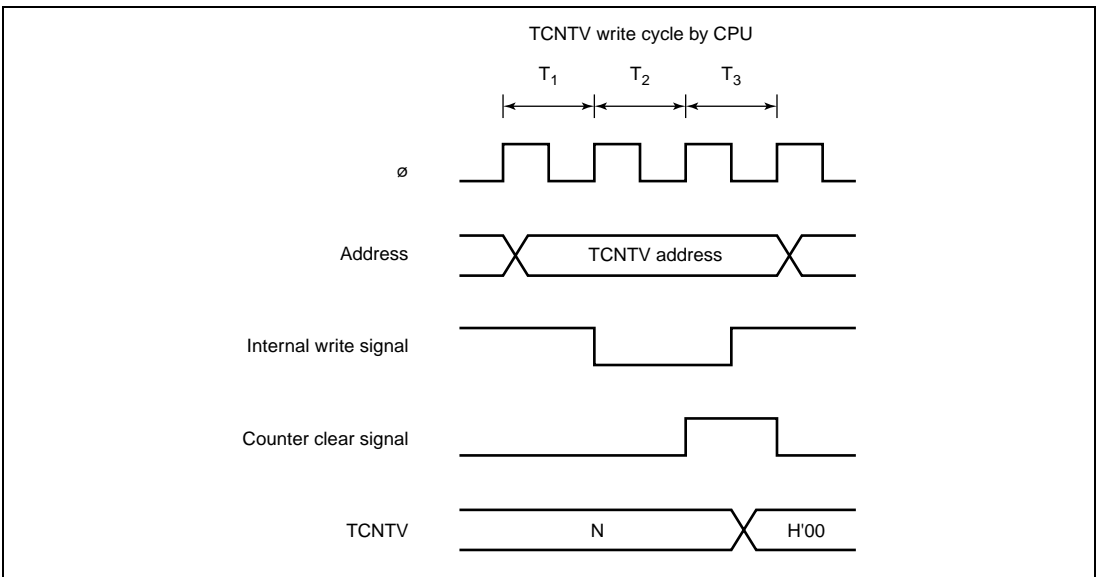 TCNTV write cycle by CPU
T1 T2 T3
ø
Address TCNTV address
Internal write signal
Counter clear signal
TCNTV N H'00